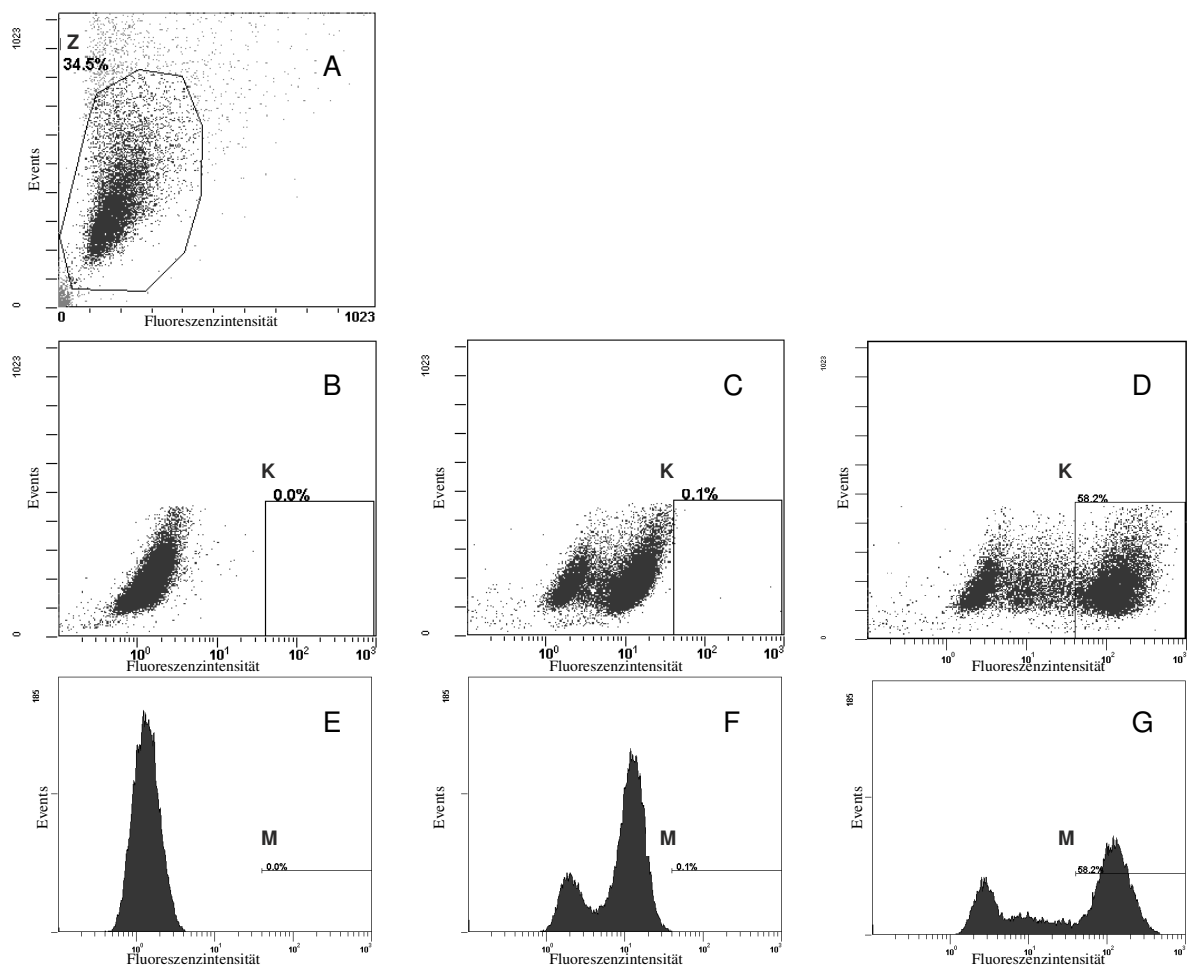 1023
Z
34.5%
A
Events
0
0
Fluoreszenzintensität
1023
1023
B
K
0.0%
Events
0
10⁰ 10¹ 10² 10³
Fluoreszenzintensität
1023
C
K
0.1%
Events
0
10⁰ 10¹ 10² 10³
Fluoreszenzintensität
1023
D
K
58.2%
Events
0
10⁰ 10¹ 10² 10³
Fluoreszenzintensität
185
E
M
0.0%
Events
10⁰ 10¹ 10² 10³
Fluoreszenzintensität
185
F
M
0.1%
Events
10⁰ 10¹ 10² 10³
Fluoreszenzintensität
185
G
M
58.2%
Events
10⁰ 10¹ 10² 10³
Fluoreszenzintensität